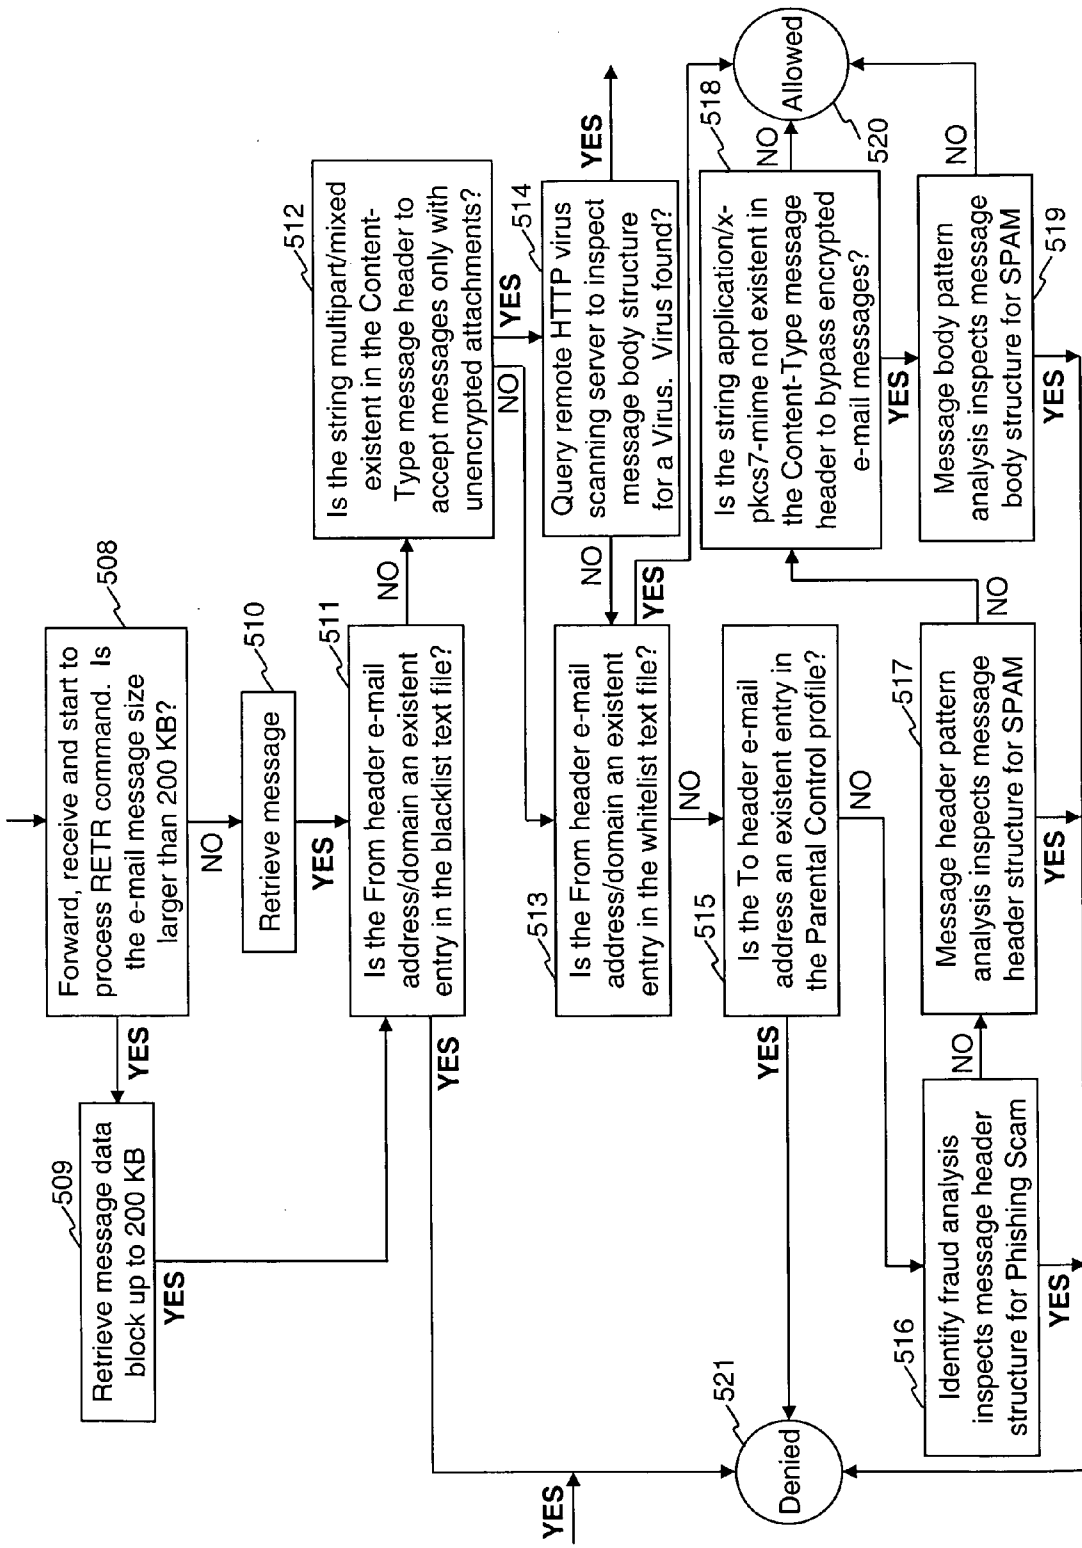 Forward, receive and start to
process RETR command. Is
the e-mail message size
larger than 200 KB?
508
YES
NO
Retrieve message data
block up to 200 KB
509
YES
Retrieve message
510
YES
Is the From header e-mail
address/domain an existent
entry in the blacklist text file?
511
YES
NO
Is the string multipart/mixed
existent in the Content-
Type message header to
accept messages only with
unencrypted attachments?
512
NO
YES
Query remote HTTP virus
scanning server to inspect
message body structure
for a Virus. Virus found?
514
YES
NO
Is the From header e-mail
address/domain an existent
entry in the whitelist text file?
513
YES
NO
Is the To header e-mail
address an existent entry in
the Parental Control profile?
515
YES
NO
Identify fraud analysis
inspects message header
structure for Phishing Scam
516
NO
YES
Message header pattern
analysis inspects message
header structure for SPAM
517
NO
YES
Is the string application/x-
pkcs7-mime not existent in
the Content-Type message
header to bypass encrypted
e-mail messages?
518
NO
YES
Message body pattern
analysis inspects message
body structure for SPAM
519
NO
YES
Allowed
520
YES
Denied
521